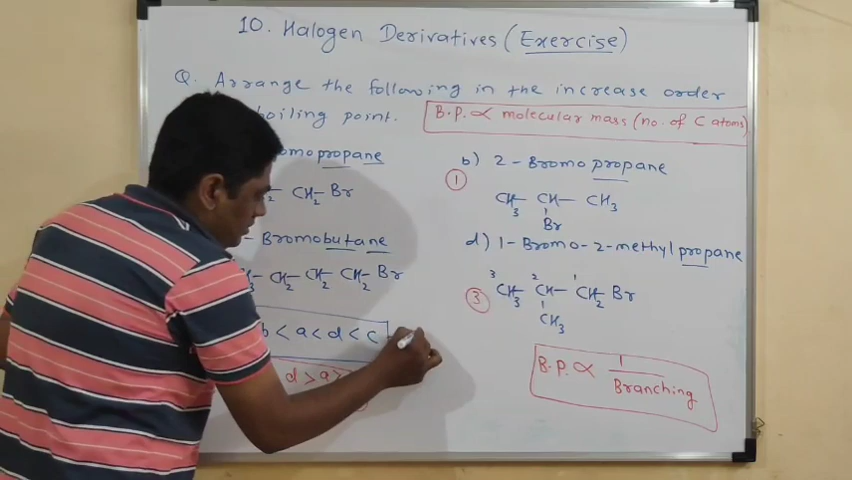 10. Halogen Derivatives (Exercise)
Q. Arrange the following in the increase order
boiling point.
B.P. ∝ molecular mass (no. of C atoms)
omopropane
CH₂ Br
b) 2 - Bromo propane
1
CH₃ CH— CH₃
Br
- Bromobutane
CH₂— CH₂— CH₂— Br
d) 1-Bromo-2-methyl propane
3 2 1
3
CH₃— CH— CH₂ Br
CH₃
b < a < d < c
d > a >
B.P. ∝ 1
Branching